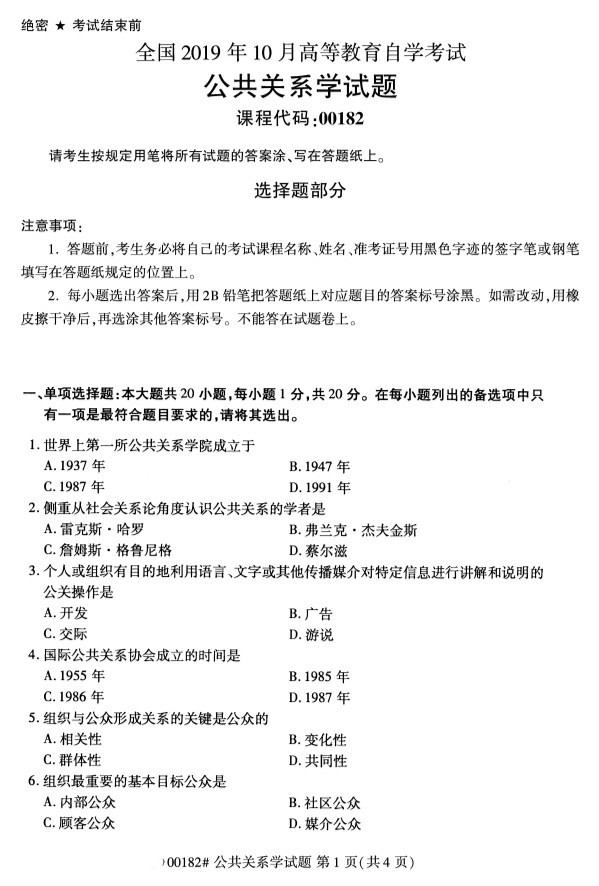 绝密 ★ 考试结束前
全国 2019 年 10 月高等教育自学考试
公共关系学试题
课程代码:00182
请考生按规定用笔将所有试题的答案涂、写在答题纸上。
选择题部分
注意事项:
1. 答题前,考生务必将自己的考试课程名称、姓名、准考证号用黑色字迹的签字笔或钢笔
填写在答题纸规定的位置上。
2. 每小题选出答案后,用 2B 铅笔把答题纸上对应题目的答案标号涂黑。如需改动,用橡
皮擦干净后,再选涂其他答案标号。不能答在试题卷上。
一、单项选择题:本大题共 20 小题,每小题 1 分,共 20 分。在每小题列出的备选项中只
有一项是最符合题目要求的,请将其选出。
1. 世界上第一所公共关系学院成立于
A. 1937 年 B. 1947 年
C. 1987 年 D. 1991 年
2. 侧重从社会关系论角度认识公共关系的学者是
A. 雷克斯·哈罗 B. 弗兰克·杰夫金斯
C. 詹姆斯·格鲁尼格 D. 蔡尔滋
3. 个人或组织有目的地利用语言、文字或其他传播媒介对特定信息进行讲解和说明的
公关操作是
A. 开发 B. 广告
C. 交际 D. 游说
4. 国际公共关系协会成立的时间是
A. 1955 年 B. 1985 年
C. 1986 年 D. 1987 年
5. 组织与公众形成关系的关键是公众的
A. 相关性 B. 变化性
C. 群体性 D. 共同性
6. 组织最重要的基本目标公众是
A. 内部公众 B. 社区公众
C. 顾客公众 D. 媒介公众
00182# 公共关系学试题 第 1 页(共 4 页)